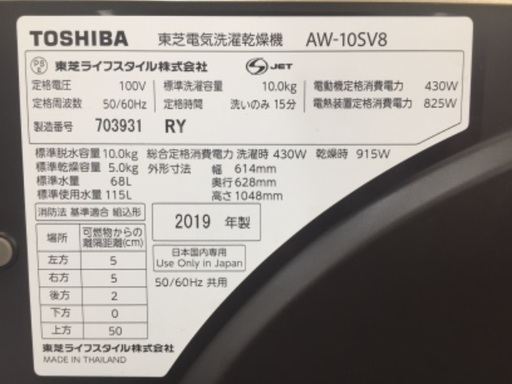 TOSHIBA 東芝電気洗濯乾燥機 AW-10SV8
東芝ライフスタイル株式会社 JET
定格電圧 100V 標準洗濯容量 10.0kg 電動機定格消費電力 430W
定格周波数 50/60Hz 定格時間 洗いのみ 15分 電熱装置定格消費電力 825W
製造番号 703931 RY
標準脱水容量 10.0kg 総合定格消費電力 洗濯時 430W 乾燥時 915W
標準乾燥容量 5.0kg 外形寸法 幅 614mm
標準水量 68L 奥行 628mm
標準使用水量 115L 高さ 1048mm
消防法 基準適合 組込形
2019 年製
場所 可燃物からの離隔距離(cm)
左方 5
右方 5
後方 2
下方 0
上方 50
日本国内専用
Use Only in Japan
50/60Hz 共用
東芝ライフスタイル株式会社
MADE IN THAILAND